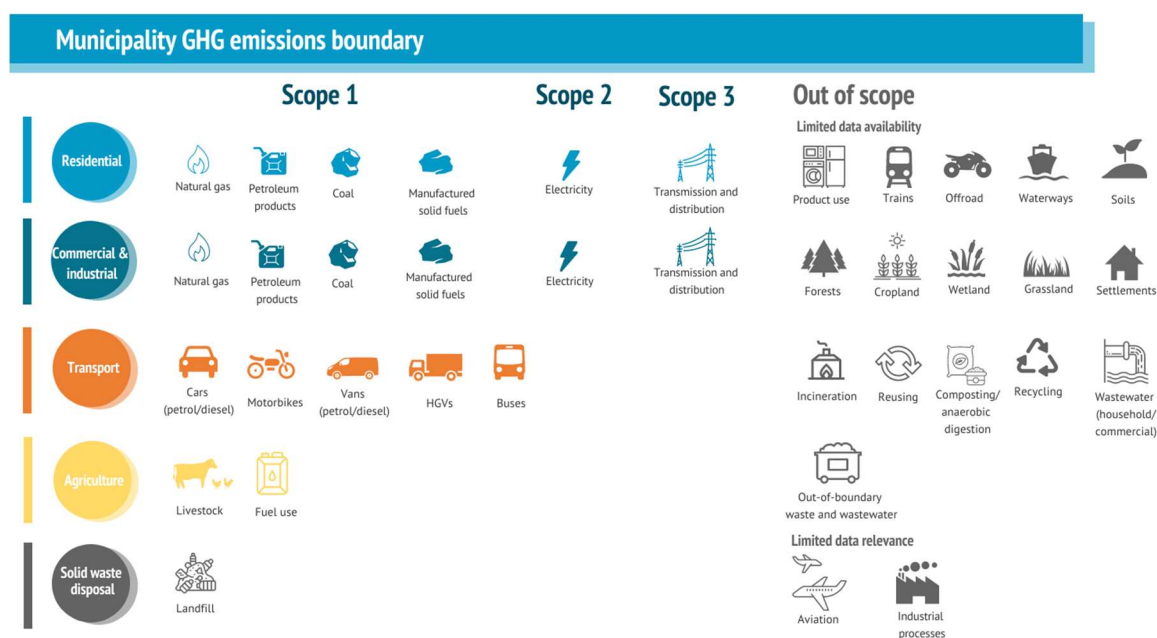 Municipality GHG emissions boundary
Scope 1
Scope 2
Scope 3
Out of scope
Limited data availability
Residential
Natural gas
Petroleum
products
Coal
Manufactured
solid fuels
Electricity
Transmission and
distribution
Product use
Trains
Offroad
Waterways
Soils
Commercial &
industrial
Natural gas
Petroleum
products
Coal
Manufactured
solid fuels
Electricity
Transmission and
distribution
Forests
Cropland
Wetland
Grassland
Settlements
Transport
Cars
(petrol/diesel)
Motorbikes
Vans
(petrol/diesel)
HGVs
Buses
Incineration
Reusing
Composting/
anaerobic
digestion
Recycling
Wastewater
(household/
commercial)
Agriculture
Livestock
Fuel use
Out-of-boundary
waste and wastewater
Limited data relevance
Solid waste
disposal
Landfill
Aviation
Industrial
processes